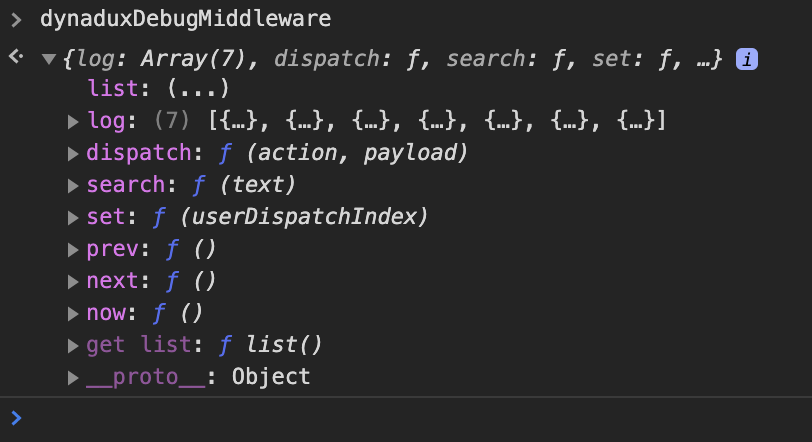 dynaduxDebugMiddleware
{log: Array(7), dispatch: ƒ, search: ƒ, set: ƒ, …} i
list: (...)
log: (7) [{…}, {…}, {…}, {…}, {…}, {…}, {…}]
dispatch: ƒ (action, payload)
search: ƒ (text)
set: ƒ (userDispatchIndex)
prev: ƒ ()
next: ƒ ()
now: ƒ ()
get list: ƒ list()
__proto__: Object